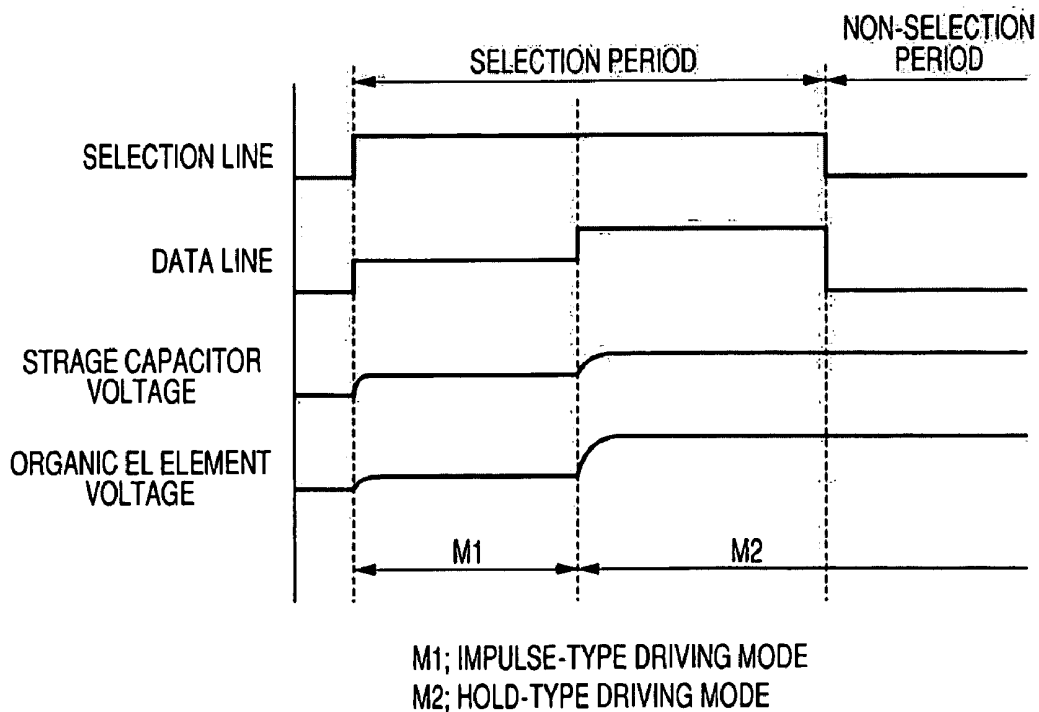 NON-SELECTION
PERIOD
SELECTION PERIOD
SELECTION LINE
DATA LINE
STRAGE CAPACITOR
VOLTAGE
ORGANIC EL ELEMENT
VOLTAGE
M1
M2
M1; IMPULSE-TYPE DRIVING MODE
M2; HOLD-TYPE DRIVING MODE